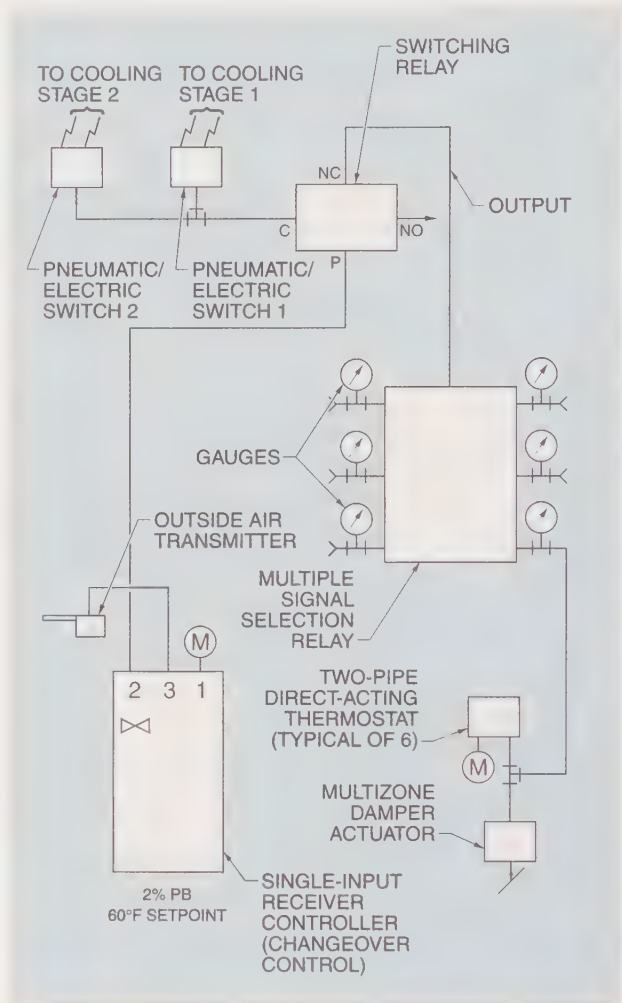 SWITCHING
RELAY
TO COOLING
STAGE 2
TO COOLING
STAGE 1
NC
OUTPUT
C
NO
P
PNEUMATIC/
ELECTRIC
SWITCH 2
PNEUMATIC/
ELECTRIC
SWITCH 1
GAUGES
OUTSIDE AIR
TRANSMITTER
MULTIPLE
SIGNAL
SELECTION
RELAY
M
2 3 1
TWO-PIPE
DIRECT-ACTING
THERMOSTAT
(TYPICAL OF 6)
M
MULTIZONE
DAMPER
ACTUATOR
2% PB
60°F SETPOINT
SINGLE-INPUT
RECEIVER
CONTROLLER
(CHANGEOVER
CONTROL)